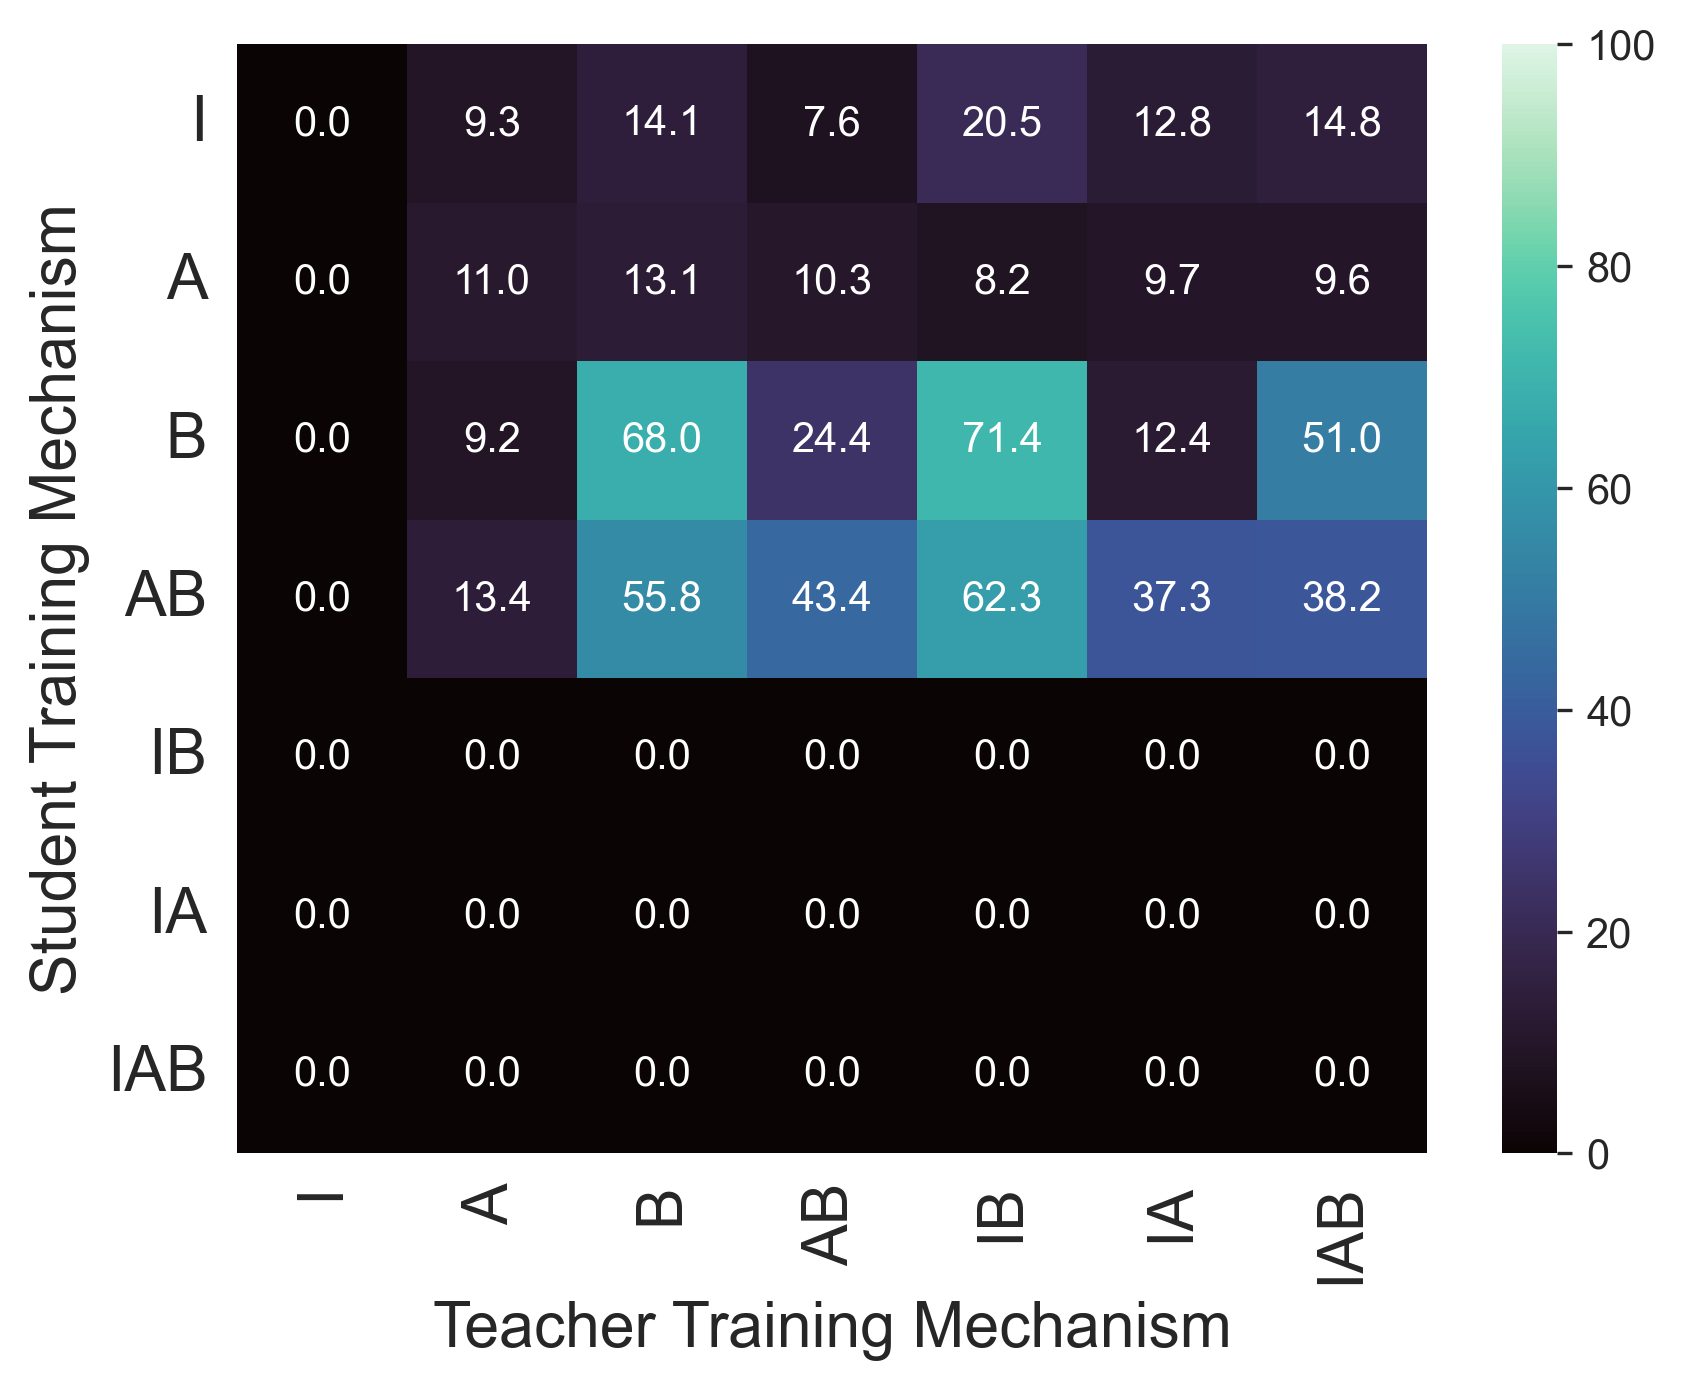 Student Training Mechanism
I 0.0 9.3 14.1 7.6 20.5 12.8 14.8
A 0.0 11.0 13.1 10.3 8.2 9.7 9.6
B 0.0 9.2 68.0 24.4 71.4 12.4 51.0
AB 0.0 13.4 55.8 43.4 62.3 37.3 38.2
IB 0.0 0.0 0.0 0.0 0.0 0.0 0.0
IA 0.0 0.0 0.0 0.0 0.0 0.0 0.0
IAB 0.0 0.0 0.0 0.0 0.0 0.0 0.0
I A B AB IB IA IAB
Teacher Training Mechanism
100
80
60
40
20
0